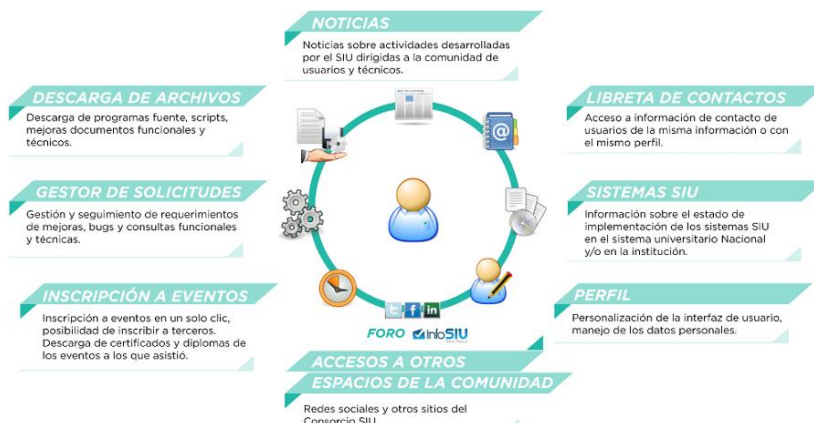 NOTICIAS
Noticias sobre actividades desarrolladas
por el SIU dirigidas a la comunidad de
usuarios y técnicos.
DESCARGA DE ARCHIVOS
Descarga de programas fuente, scripts,
mejoras documentos funcionales y
técnicos.
LIBRETA DE CONTACTOS
Acceso a información de contacto de
usuarios de la misma información o con
el mismo perfil.
GESTOR DE SOLICITUDES
Gestión y seguimiento de requerimientos
de mejoras, bugs y consultas funcionales
y técnicas.
SISTEMAS SIU
Información sobre el estado de
implementación de los sistemas SIU
en el sistema universitario Nacional
y/o en la institución.
INSCRIPCIÓN A EVENTOS
Inscripción a eventos en un solo clic,
posibilidad de inscribir a terceros.
Descarga de certificados y diplomas de
los eventos a los que asistió.
PERFIL
Personalización de la interfaz de usuario,
manejo de los datos personales.
FORO infoSIU
ACCESOS A OTROS
ESPACIOS DE LA COMUNIDAD
Redes sociales y otros sitios del
Consorcio SIU